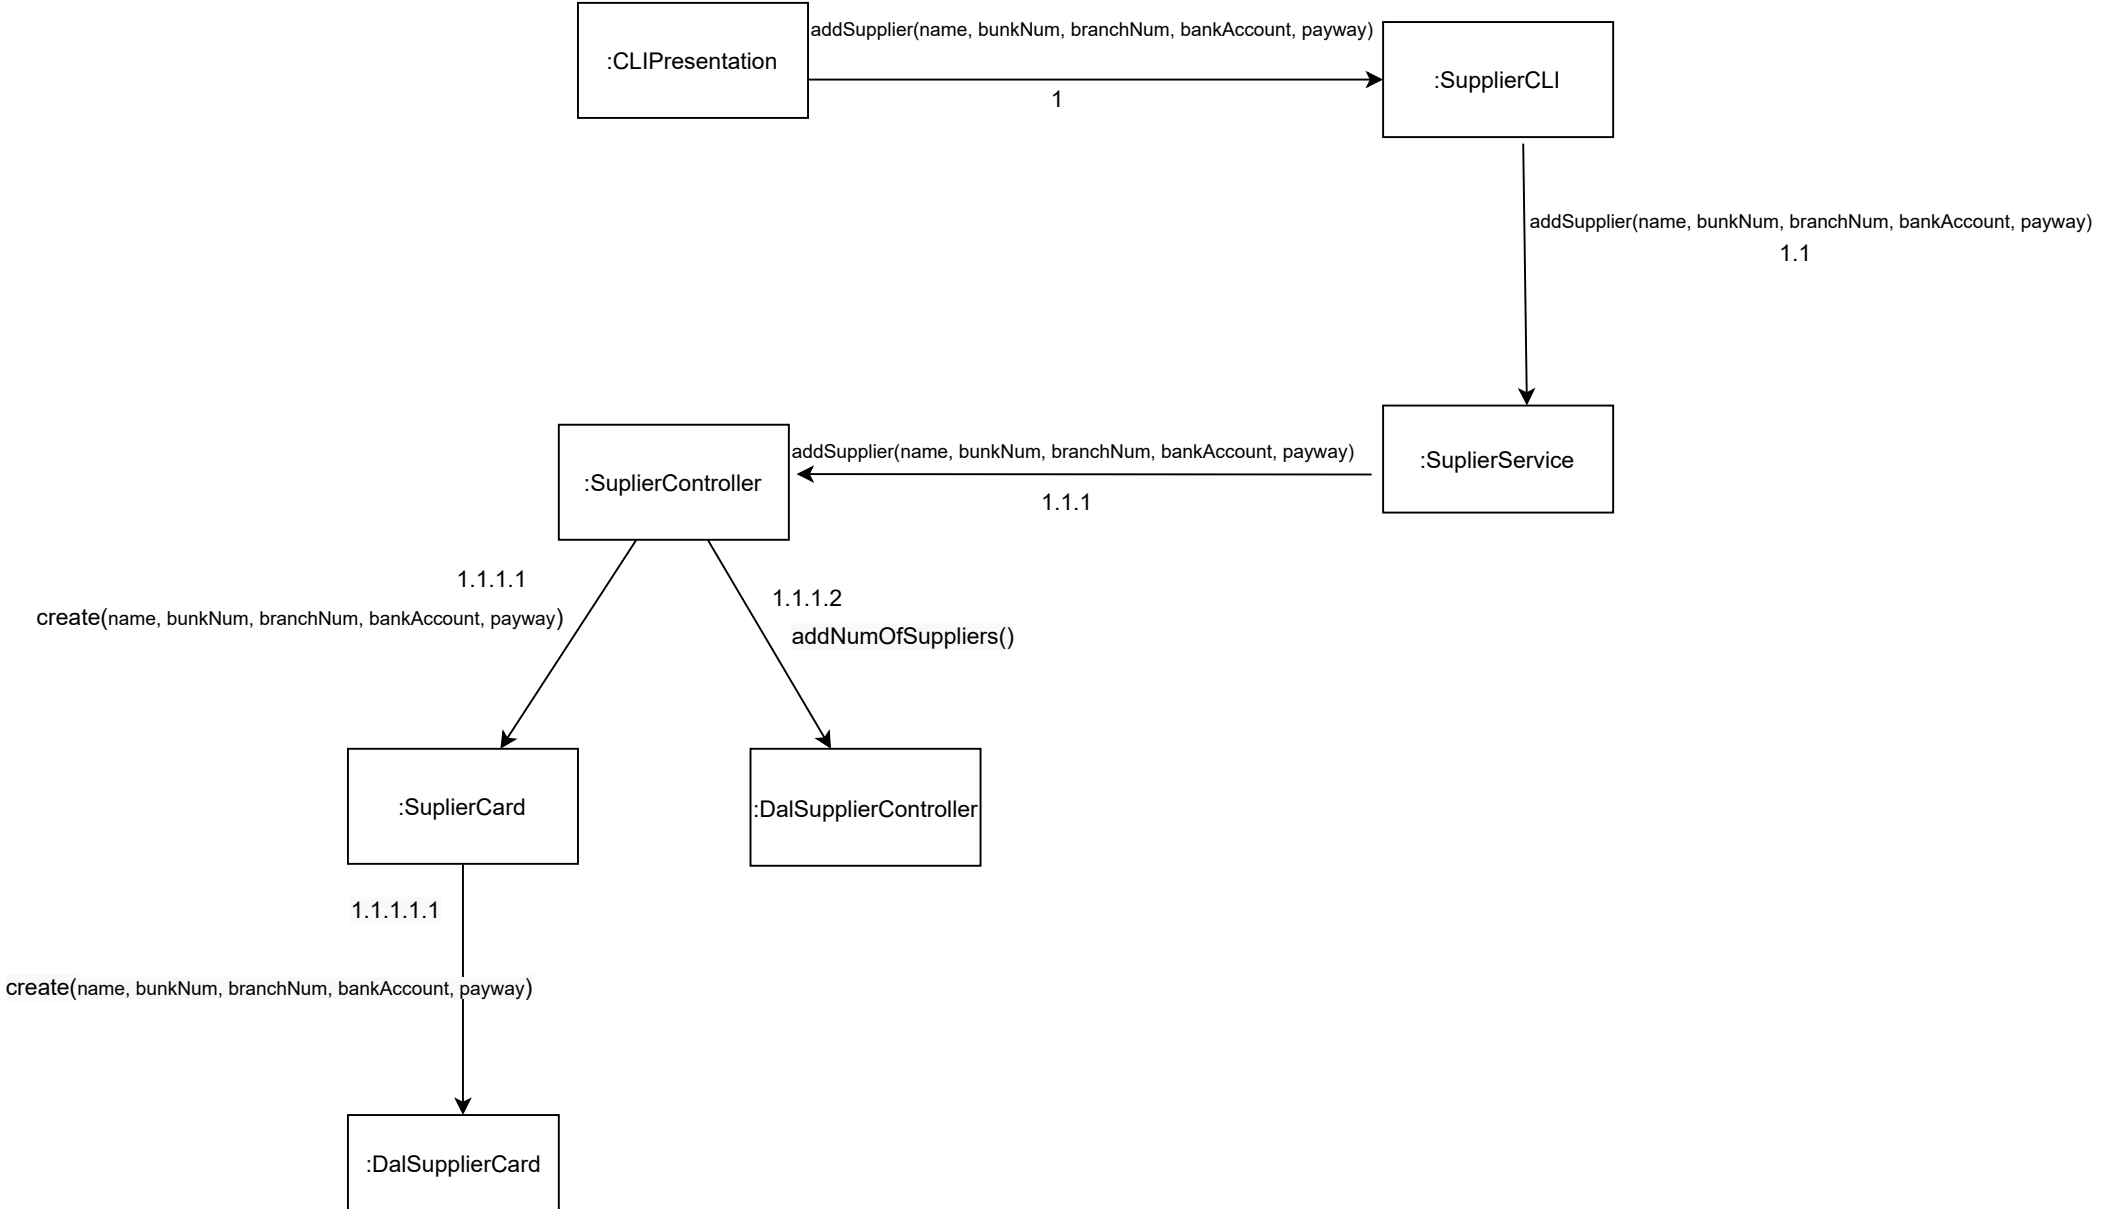 :CLIPresentation
addSupplier(name, bunkNum, branchNum, bankAccount, payway)
1
:SupplierCLI
addSupplier(name, bunkNum, branchNum, bankAccount, payway)
1.1
:SuplierService
addSupplier(name, bunkNum, branchNum, bankAccount, payway)
1.1.1
:SuplierController
1.1.1.1
create(name, bunkNum, branchNum, bankAccount, payway)
1.1.1.2
addNumOfSuppliers()
:SuplierCard
:DalSupplierController
1.1.1.1.1
create(name, bunkNum, branchNum, bankAccount, payway)
:DalSupplierCard